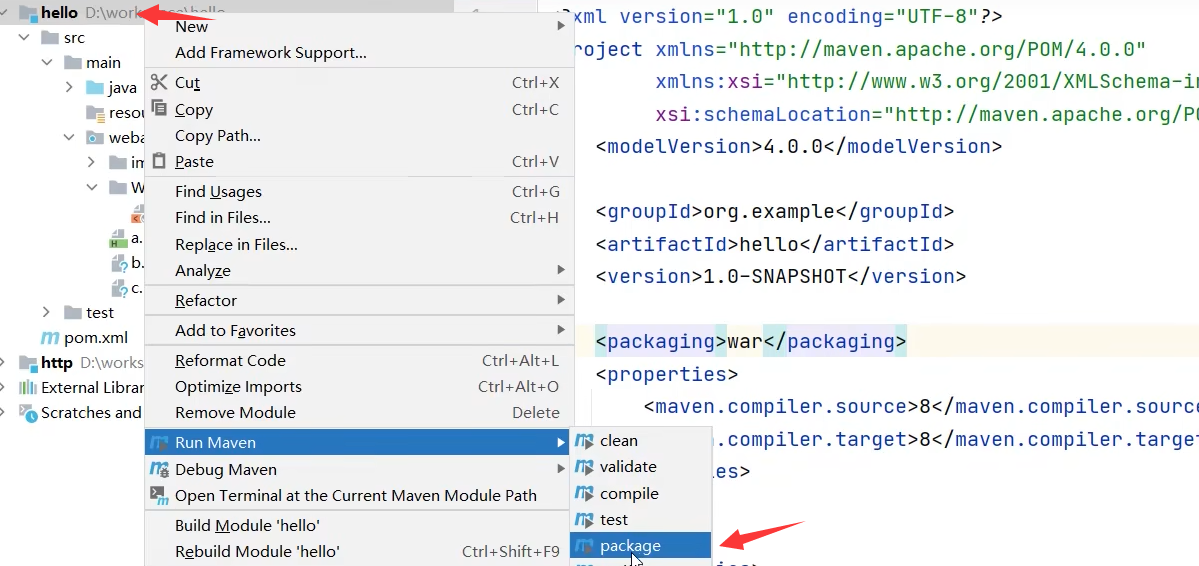 hello D:\workspace\hello
src
main
java
resou
weba
im
W
a.
b.
c.
test
pom.xml
http D:\works
External Librar
Scratches and
New
Add Framework Support...
Cut Ctrl+X
Copy Ctrl+C
Copy Path...
Paste Ctrl+V
Find Usages Ctrl+G
Find in Files... Ctrl+H
Replace in Files...
Analyze
Refactor
Add to Favorites
Reformat Code Ctrl+Alt+L
Optimize Imports Ctrl+Alt+O
Remove Module Delete
Run Maven
Debug Maven
Open Terminal at the Current Maven Module Path
Build Module 'hello'
Rebuild Module 'hello' Ctrl+Shift+F9
clean
validate
compile
test
package
?xml version="1.0" encoding="UTF-8"?>
roject xmlns="http://maven.apache.org/POM/4.0.0"
xmlns:xsi="http://www.w3.org/2001/XMLSchema-in
xsi:schemaLocation="http://maven.apache.org/PO
<modelVersion>4.0.0</modelVersion>
<groupId>org.example</groupId>
<artifactId>hello</artifactId>
<version>1.0-SNAPSHOT</version>
<packaging>war</packaging>
<properties>
<maven.compiler.source>8</maven.compiler.source
.compiler.target>8</maven.compiler.target
es>